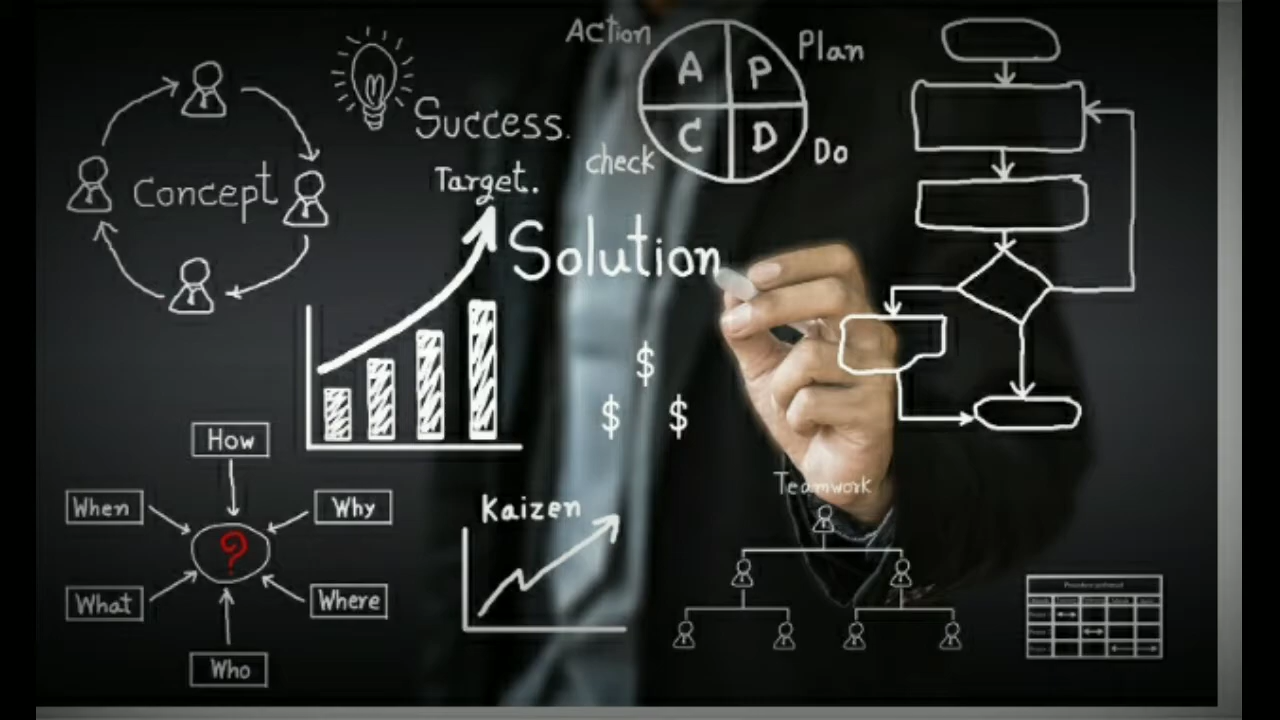 Action
A
P
Plan
C
D
check
Do
Success.
Target.
Concept
Solution
$
$ $
How
When
Why
?
What
Where
Who
Kaizen
Teamwork